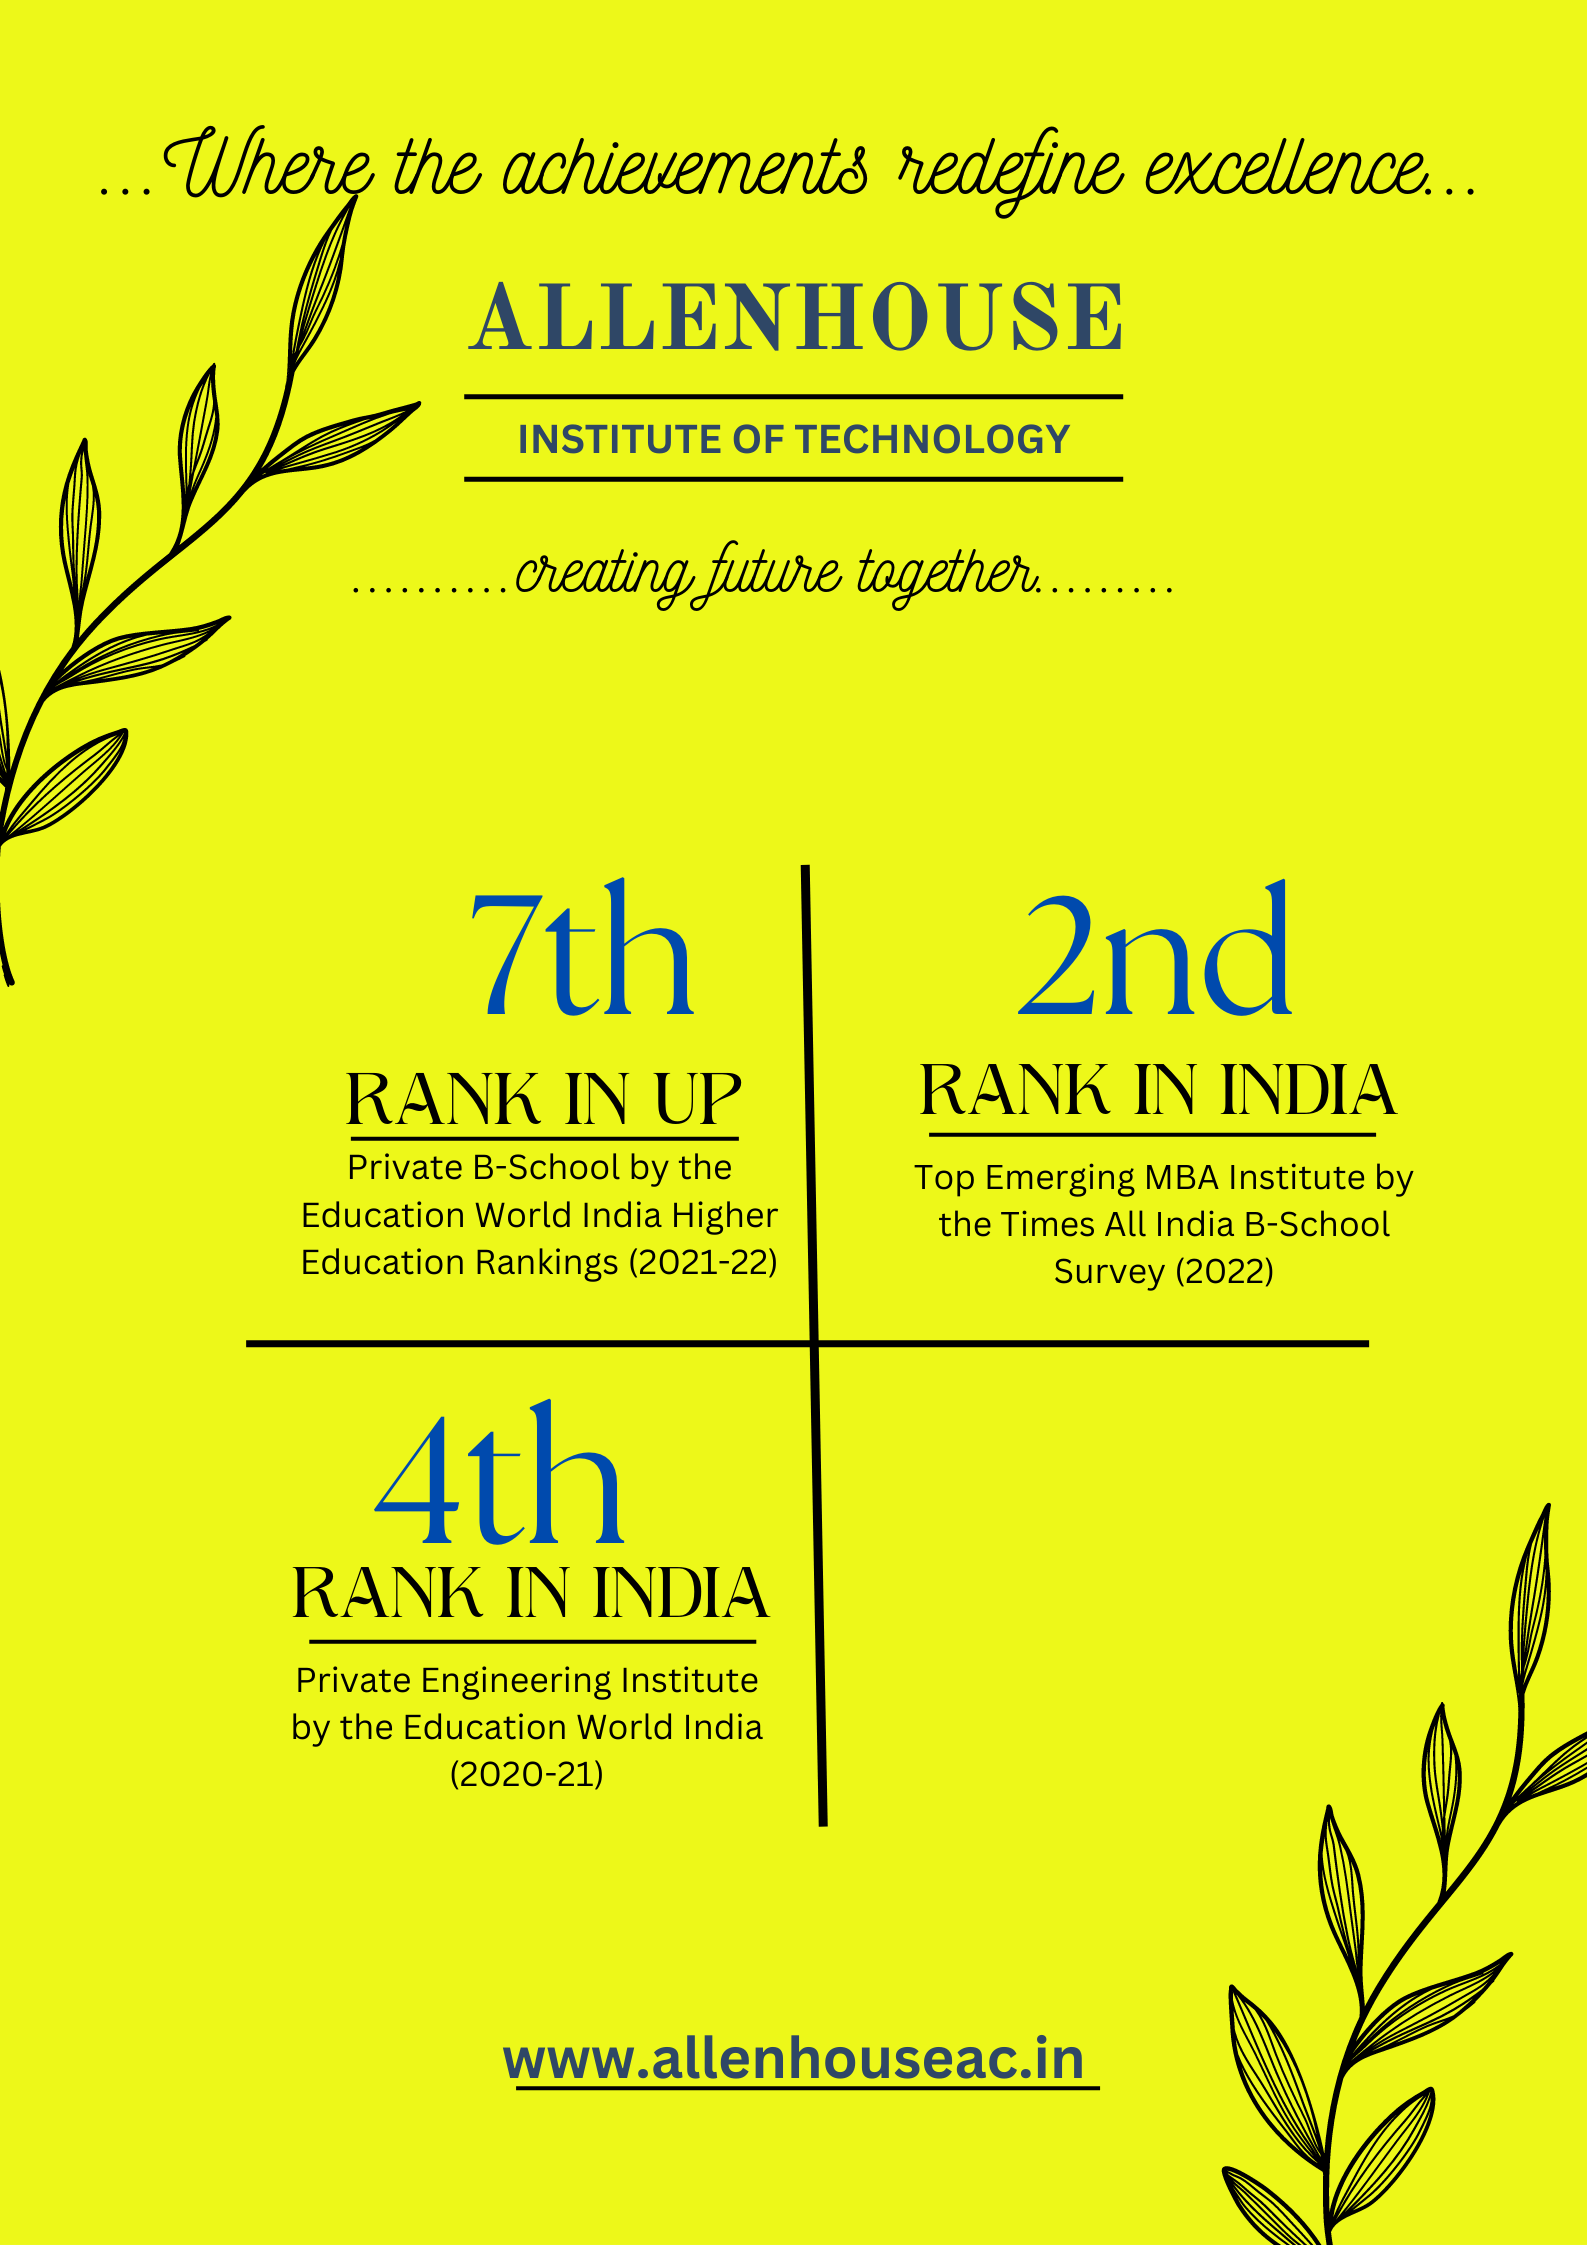 ...Where the achievements redefine excellence...
ALLENHOUSE
INSTITUTE OF TECHNOLOGY
..........creating future together.........
7th
RANK IN UP
Private B-School by the
Education World India Higher
Education Rankings (2021-22)
2nd
RANK IN INDIA
Top Emerging MBA Institute by
the Times All India B-School
Survey (2022)
4th
RANK IN INDIA
Private Engineering Institute
by the Education World India
(2020-21)
www.allenhouseac.in